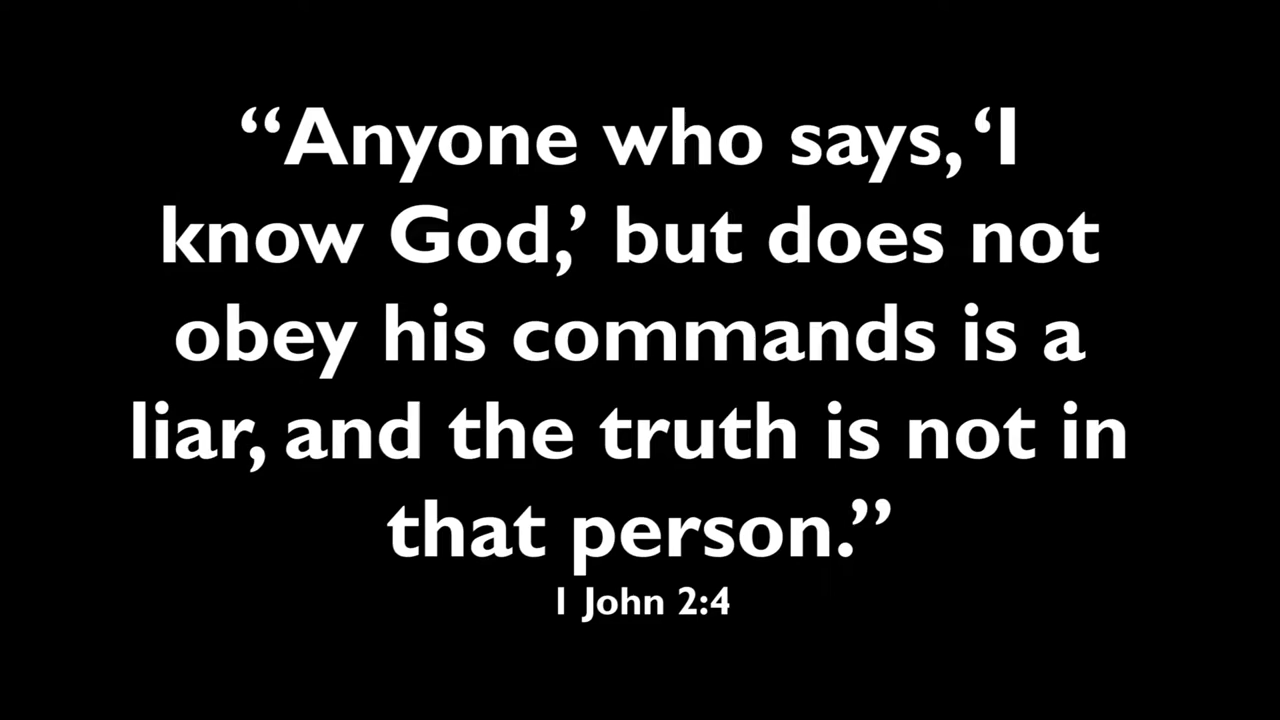 “Anyone who says, ‘I
know God,’ but does not
obey his commands is a
liar, and the truth is not in
that person.”
1 John 2:4